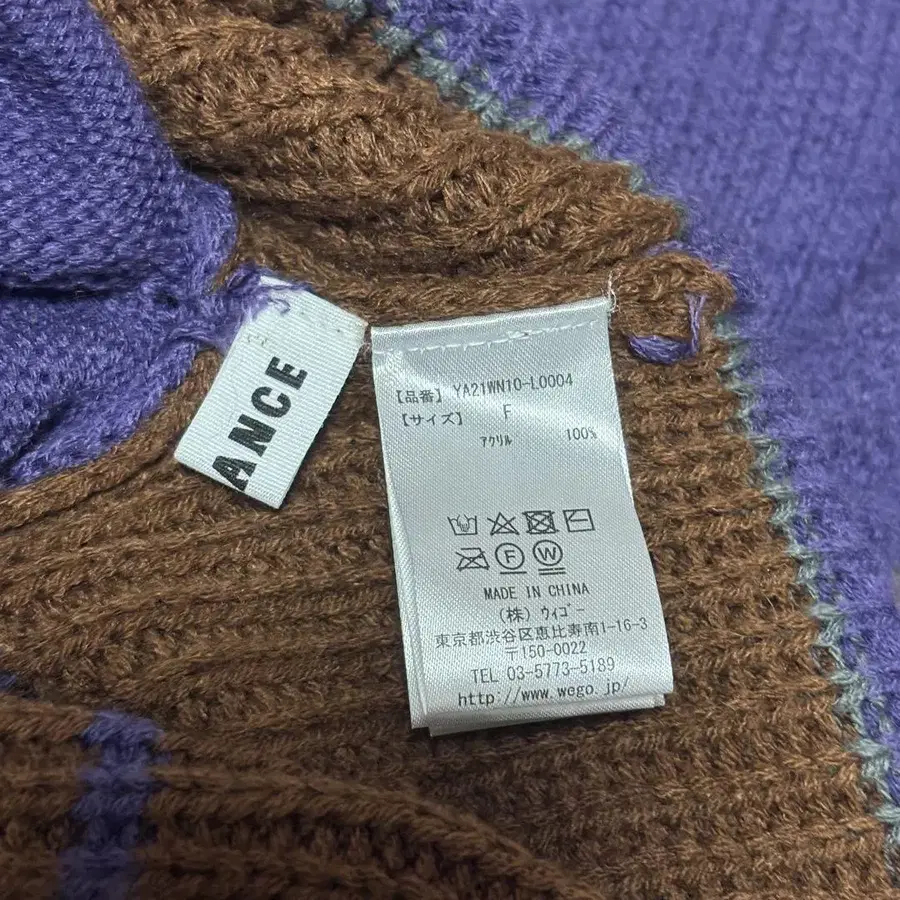 ANCE
【品番】 YA21WN10-L0004
【サイズ】 F
アクリル 100%
F W
MADE IN CHINA
(株) ウィゴー
東京都渋谷区恵比寿南1-16-3
〒150-0022
TEL 03-5773-5189
http://www.wego.jp/